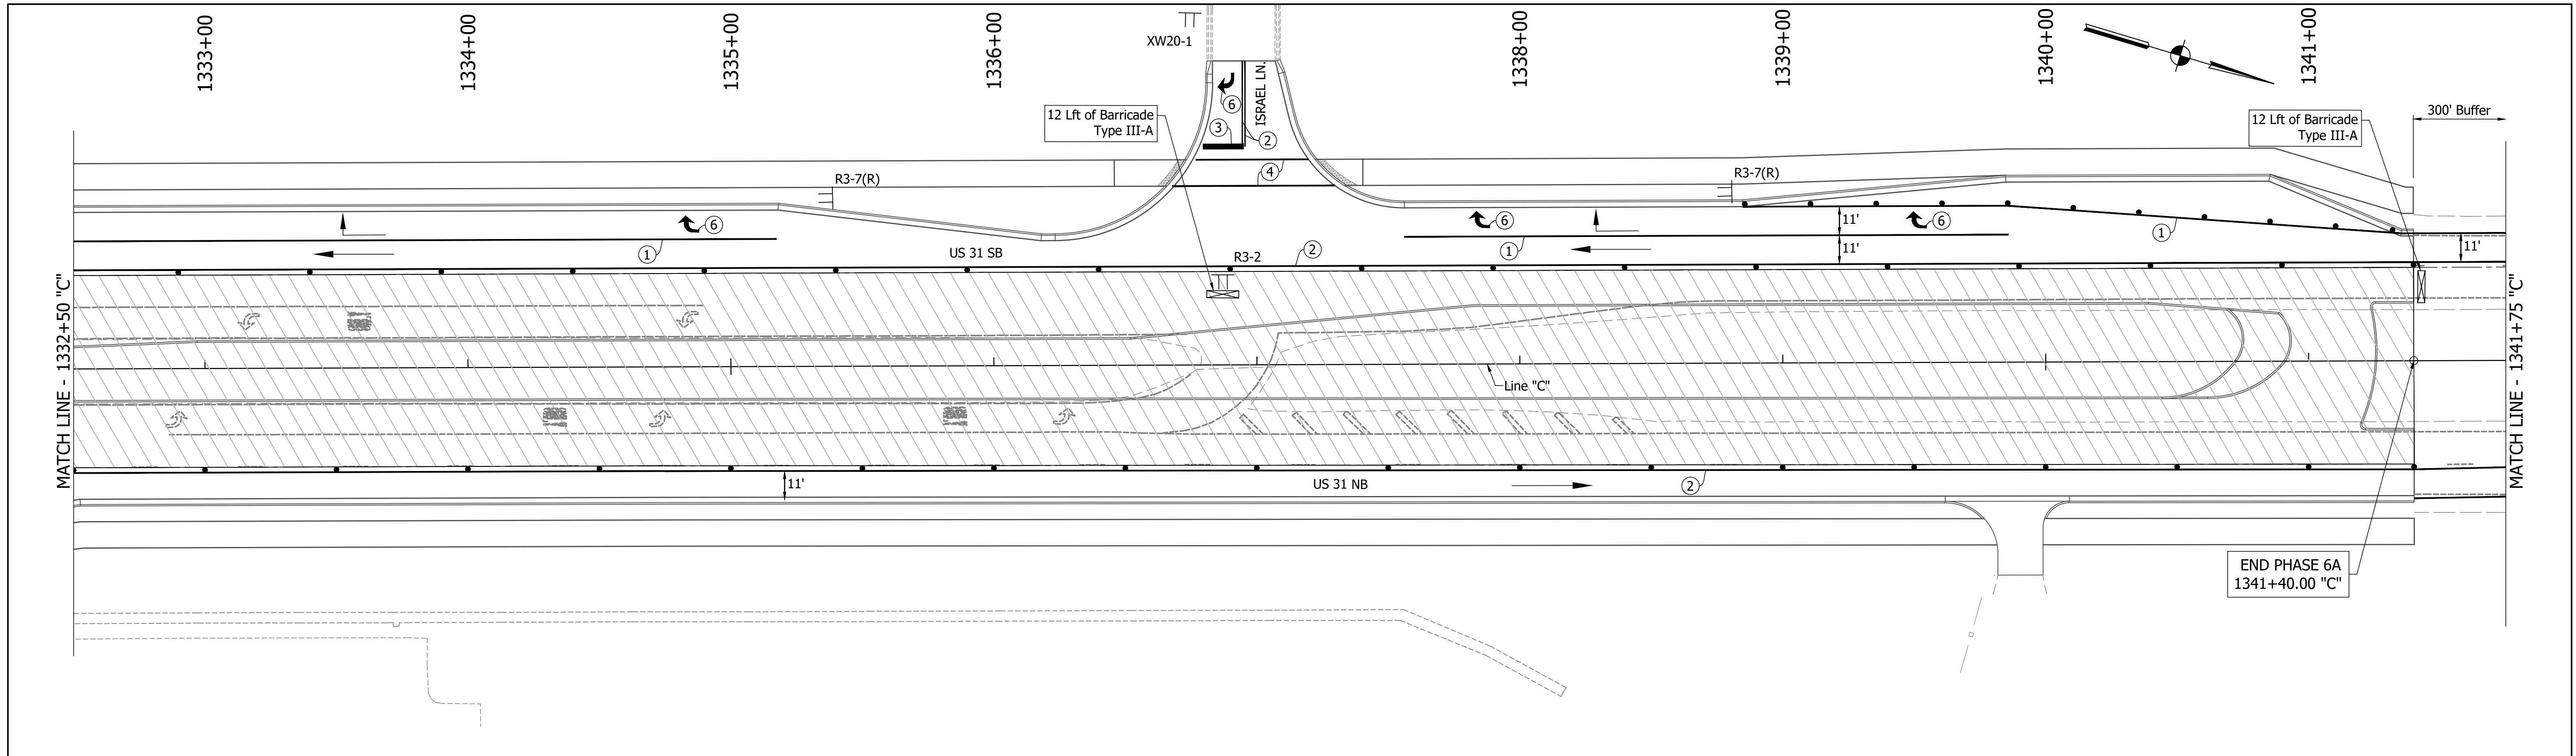 1333+00
1334+00
1335+00
1336+00
1338+00
1339+00
1340+00
1341+00
XW20-1
ISRAEL LN.
6
3
2
4
12 Lft of Barricade
Type III-A
12 Lft of Barricade
Type III-A
300' Buffer
R3-7(R)
R3-7(R)
6
6
6
11'
11'
11'
1
1
1
US 31 SB
R3-2
2
MATCH LINE - 1332+50 "C"
MATCH LINE - 1341+75 "C"
Line "C"
11'
US 31 NB
2
END PHASE 6A
1341+40.00 "C"